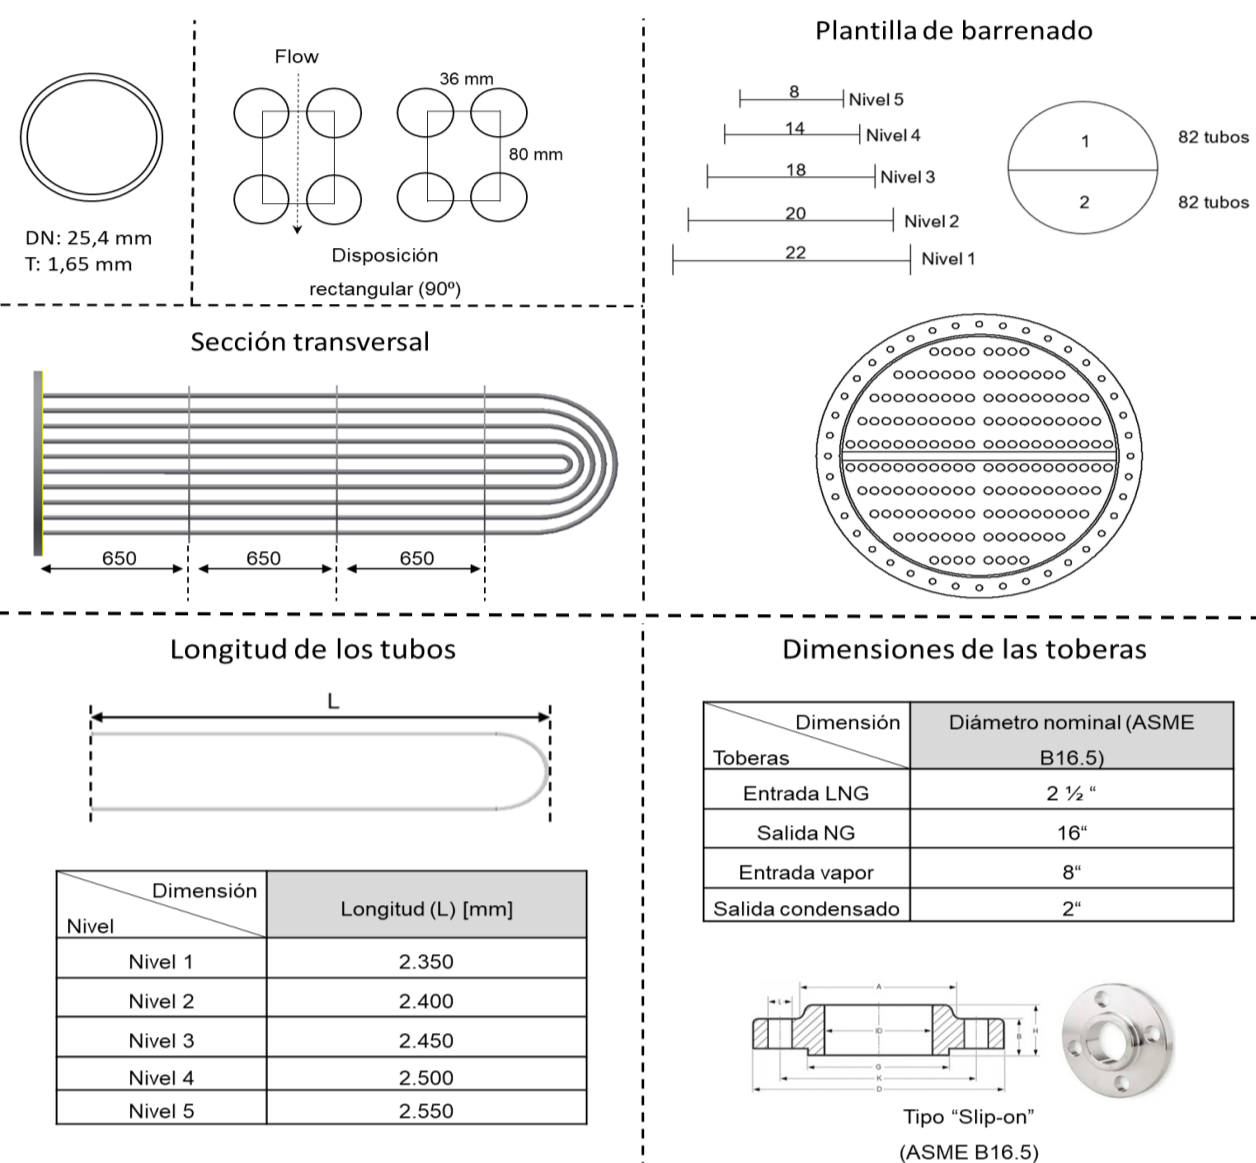 Flow
36 mm
80 mm
DN: 25,4 mm
T: 1,65 mm
Disposición
rectangular (90º)
Plantilla de barrenado
8 Nivel 5
14 Nivel 4
18 Nivel 3
20 Nivel 2
22 Nivel 1
1 82 tubos
2 82 tubos
Sección transversal
650 650 650
Longitud de los tubos
L
Dimensión
Nivel
Longitud (L) [mm]
Nivel 1 2.350
Nivel 2 2.400
Nivel 3 2.450
Nivel 4 2.500
Nivel 5 2.550
Dimensiones de las toberas
Dimensión
Toberas
Diámetro nominal (ASME
B16.5)
Entrada LNG 2 ½ “
Salida NG 16“
Entrada vapor 8“
Salida condensado 2“
A
L
ID
B
H
G
K
D
Tipo “Slip-on”
(ASME B16.5)